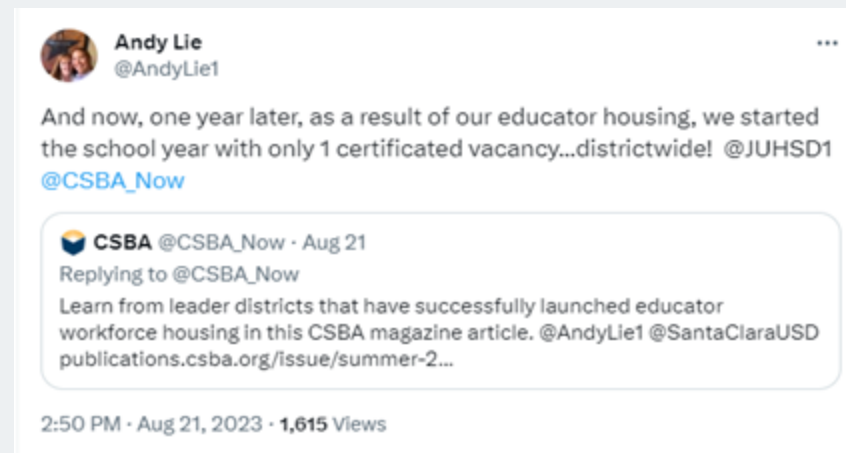 Andy Lie
@AndyLie1
And now, one year later, as a result of our educator housing, we started
the school year with only 1 certificated vacancy...districtwide! @JUHSD1
@CSBA_Now
CSBA @CSBA_Now · Aug 21
Replying to @CSBA_Now
Learn from leader districts that have successfully launched educator
workforce housing in this CSBA magazine article. @AndyLie1 @SantaClaraUSD
publications.csba.org/issue/summer-2...
2:50 PM · Aug 21, 2023 · 1,615 Views